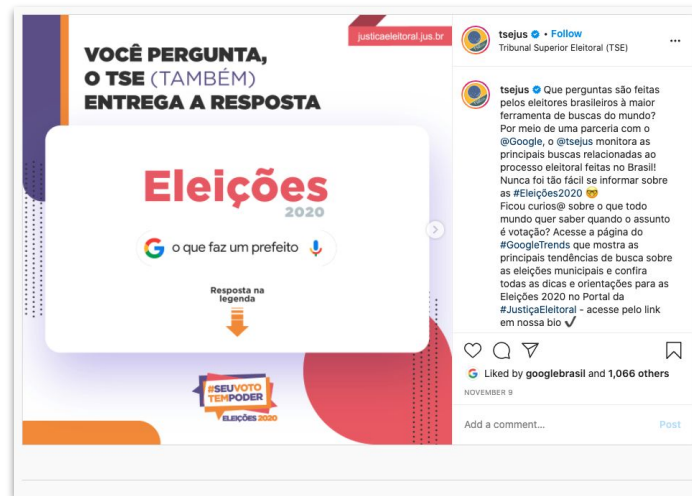 justicaeleitoral.jus.br
VOCÊ PERGUNTA,
O TSE (TAMBÉM)
ENTREGA A RESPOSTA
Eleições
2020
o que faz um prefeito
Resposta na
legenda
#SEUVOTO
TEMPODER
ELEIÇÕES 2020
tsejus • Follow
Tribunal Superior Eleitoral (TSE)
tsejus Que perguntas são feitas
pelos eleitores brasileiros à maior
ferramenta de buscas do mundo?
Por meio de uma parceria com o
@Google, o @tsejus monitora as
principais buscas relacionadas ao
processo eleitoral feitas no Brasil!
Nunca foi tão fácil se informar sobre
as #Eleições2020 🤓
Ficou curios@ sobre o que todo
mundo quer saber quando o assunto
é votação? Acesse a página do
#GoogleTrends que mostra as
principais tendências de busca sobre
as eleições municipais e confira
todas as dicas e orientações para as
Eleições 2020 no Portal da
#JustiçaEleitoral - acesse pelo link
em nossa bio ✔
Liked by googlebrasil and 1,066 others
NOVEMBER 9
Add a comment...
Post